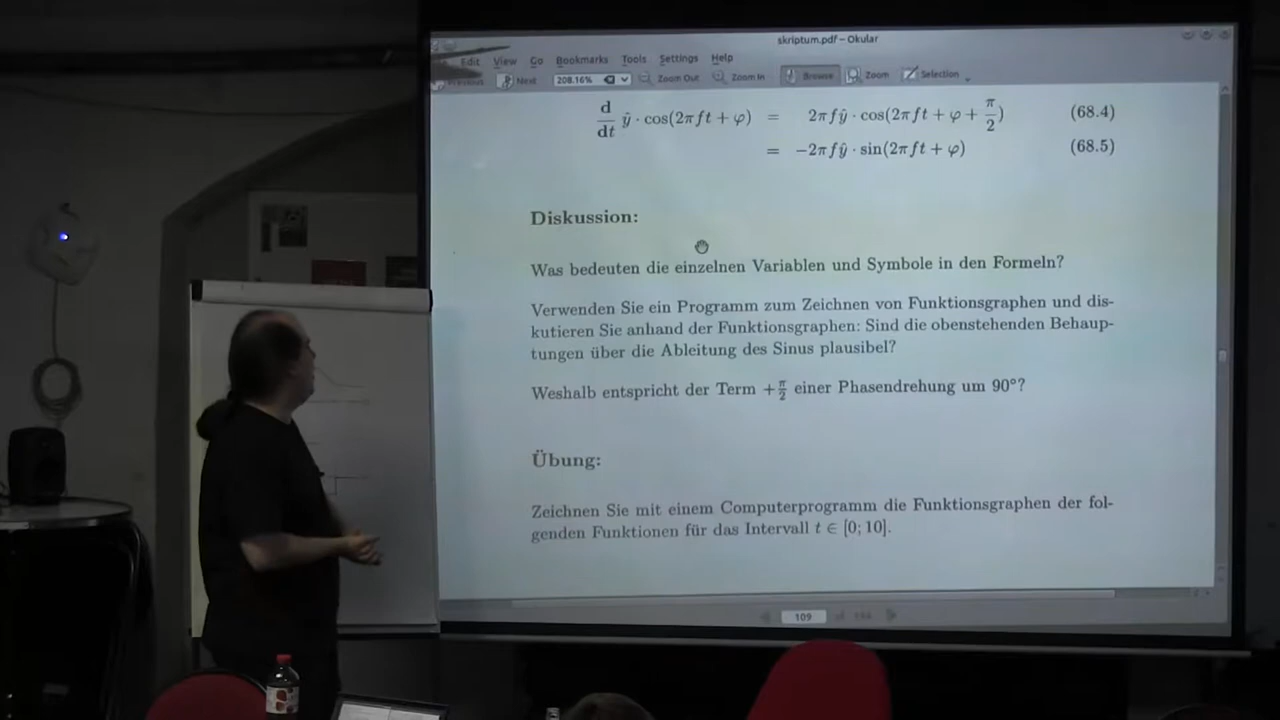 skriptum.pdf – Okular
Edit View Go Bookmarks Tools Settings Help
Previous Next 208.16% Zoom Out Zoom In Browse Zoom Selection
d/dt ŷ · cos(2πft + φ) = 2πfŷ · cos(2πft + φ + π/2) (68.4)
= −2πfŷ · sin(2πft + φ) (68.5)
Diskussion:
Was bedeuten die einzelnen Variablen und Symbole in den Formeln?
Verwenden Sie ein Programm zum Zeichnen von Funktionsgraphen und dis-
kutieren Sie anhand der Funktionsgraphen: Sind die obenstehenden Behaup-
tungen über die Ableitung des Sinus plausibel?
Weshalb entspricht der Term +π/2 einer Phasendrehung um 90°?
Übung:
Zeichnen Sie mit einem Computerprogramm die Funktionsgraphen der fol-
genden Funktionen für das Intervall t ∈ [0; 10].
109